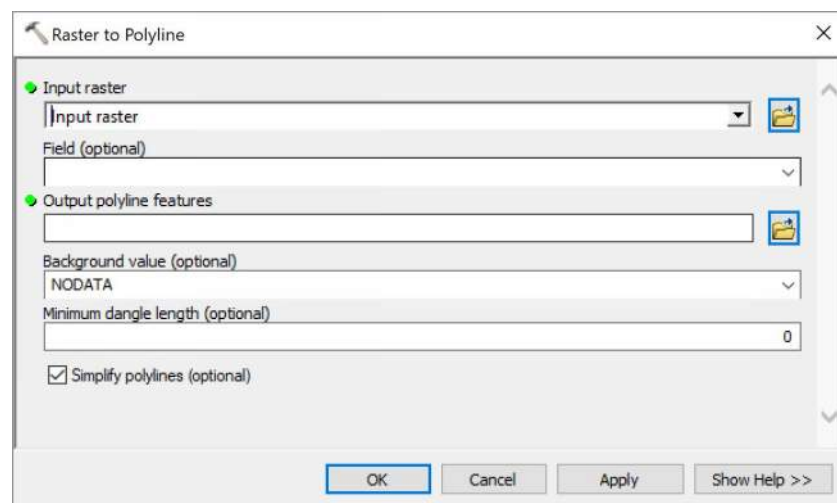 Raster to Polyline
Input raster
Input raster
Field (optional)
Output polyline features
Background value (optional)
NODATA
Minimum dangle length (optional)
0
Simplify polylines (optional)
OK Cancel Apply Show Help >>